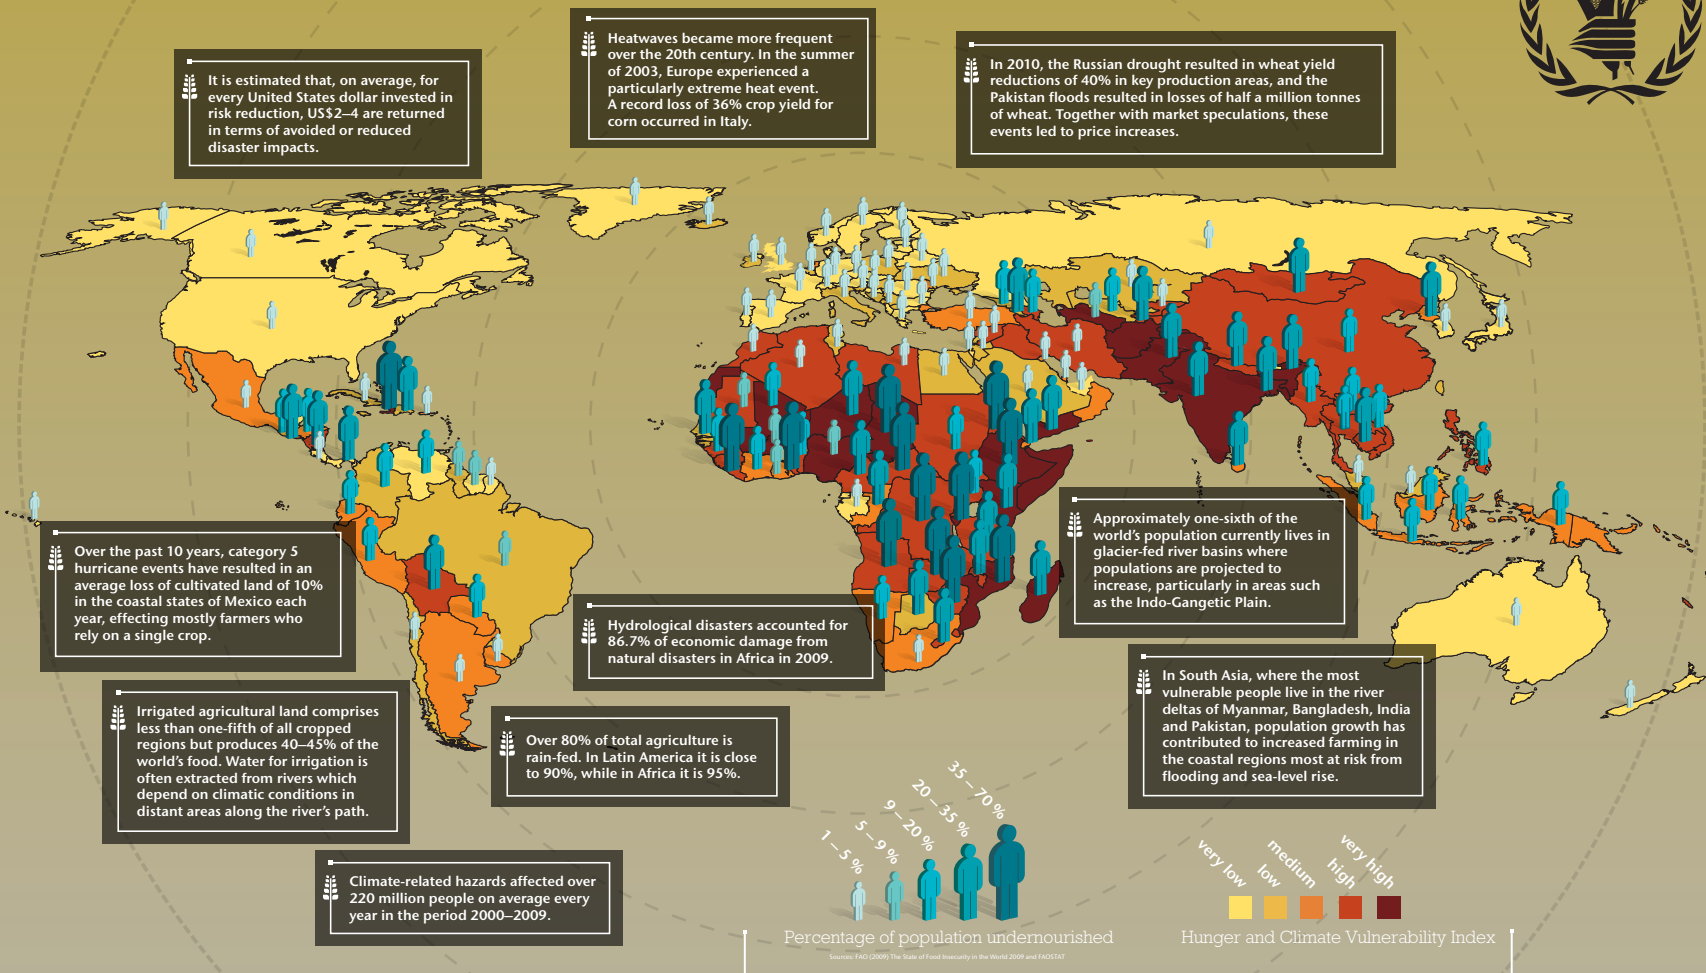 It is estimated that, on average, for
every United States dollar invested in
risk reduction, US$2–4 are returned
in terms of avoided or reduced
disaster impacts.
Heatwaves became more frequent
over the 20th century. In the summer
of 2003, Europe experienced a
particularly extreme heat event.
A record loss of 36% crop yield for
corn occurred in Italy.
In 2010, the Russian drought resulted in wheat yield
reductions of 40% in key production areas, and the
Pakistan floods resulted in losses of half a million tonnes
of wheat. Together with market speculations, these
events led to price increases.
Over the past 10 years, category 5
hurricane events have resulted in an
average loss of cultivated land of 10%
in the coastal states of Mexico each
year, effecting mostly farmers who
rely on a single crop.
Approximately one-sixth of the
world's population currently lives in
glacier-fed river basins where
populations are projected to
increase, particularly in areas such
as the Indo-Gangetic Plain.
Hydrological disasters accounted for
86.7% of economic damage from
natural disasters in Africa in 2009.
In South Asia, where the most
vulnerable people live in the river
deltas of Myanmar, Bangladesh, India
and Pakistan, population growth has
contributed to increased farming in
the coastal regions most at risk from
flooding and sea-level rise.
Irrigated agricultural land comprises
less than one-fifth of all cropped
regions but produces 40–45% of the
world's food. Water for irrigation is
often extracted from rivers which
depend on climatic conditions in
distant areas along the river's path.
Over 80% of total agriculture is
rain-fed. In Latin America it is close
to 90%, while in Africa it is 95%.
Climate-related hazards affected over
220 million people on average every
year in the period 2000–2009.
1 – 5 %
5 – 9 %
9 – 20 %
20 – 35 %
35 – 70 %
Percentage of population undernourished
Sources: FAO (2009) The State of Food Insecurity in the World 2009 and FAOSTAT
very low
low
medium
high
very high
Hunger and Climate Vulnerability Index